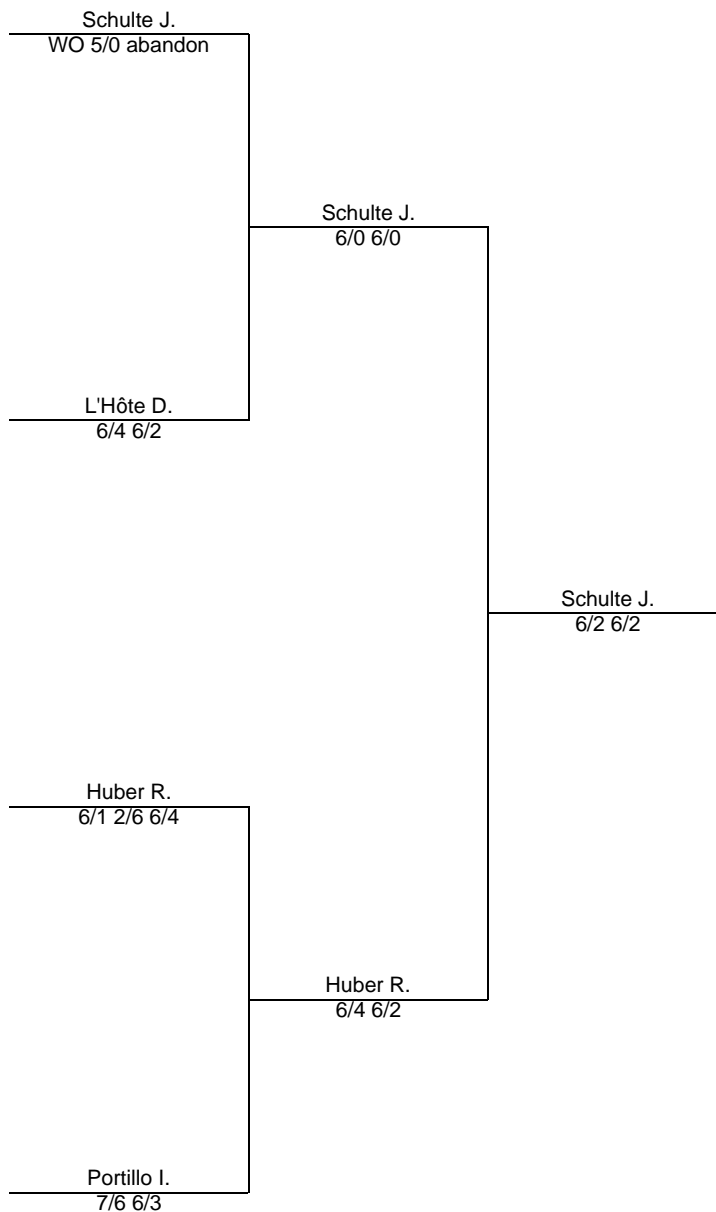 Schulte J.
WO 5/0 abandon
Schulte J.
6/0 6/0
L'Hôte D.
6/4 6/2
Schulte J.
6/2 6/2
Huber R.
6/1 2/6 6/4
Huber R.
6/4 6/2
Portillo I.
7/6 6/3